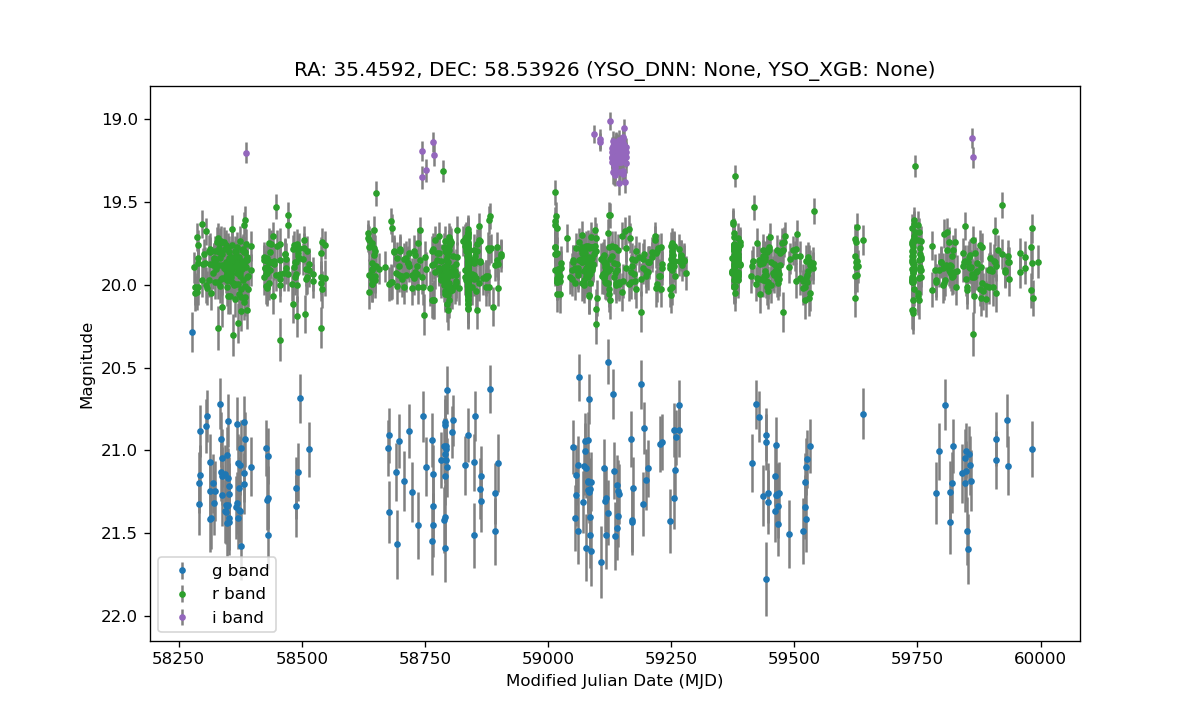 RA: 35.4592, DEC: 58.53926 (YSO_DNN: None, YSO_XGB: None)
Magnitude
19.0
19.5
20.0
20.5
21.0
21.5
22.0
g band
r band
i band
58250 58500 58750 59000 59250 59500 59750 60000
Modified Julian Date (MJD)